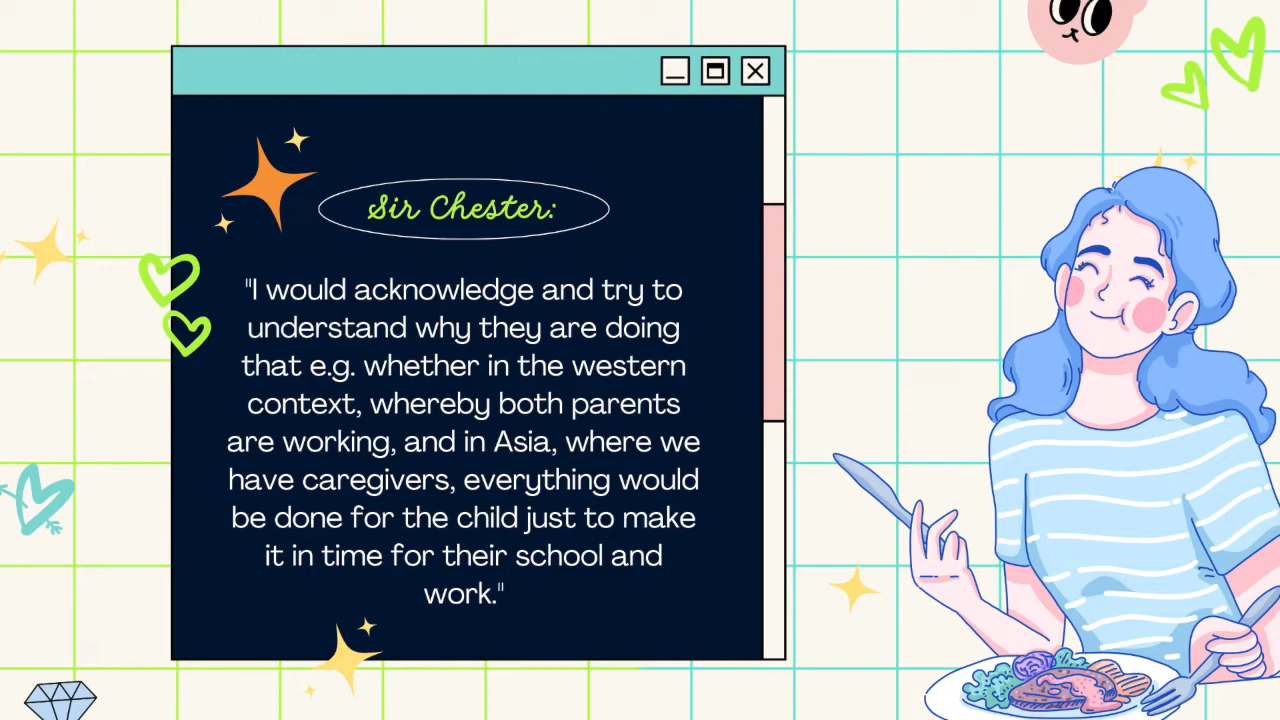 Sir Chester:
"I would acknowledge and try to
understand why they are doing
that e.g. whether in the western
context, whereby both parents
are working, and in Asia, where we
have caregivers, everything would
be done for the child just to make
it in time for their school and
work."